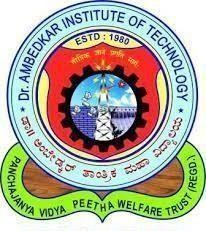 Dr. AMBEDKAR INSTITUTE OF TECHNOLOGY
ESTD : 1980
ಡಾ॥ ಅಂಬೇಡ್ಕರ್ ತಾಂತ್ರಿಕ ಮಹಾ ವಿದ್ಯಾಲಯ
PANCHAJANYA VIDYA PEETHA WELFARE TRUST (REGD.)